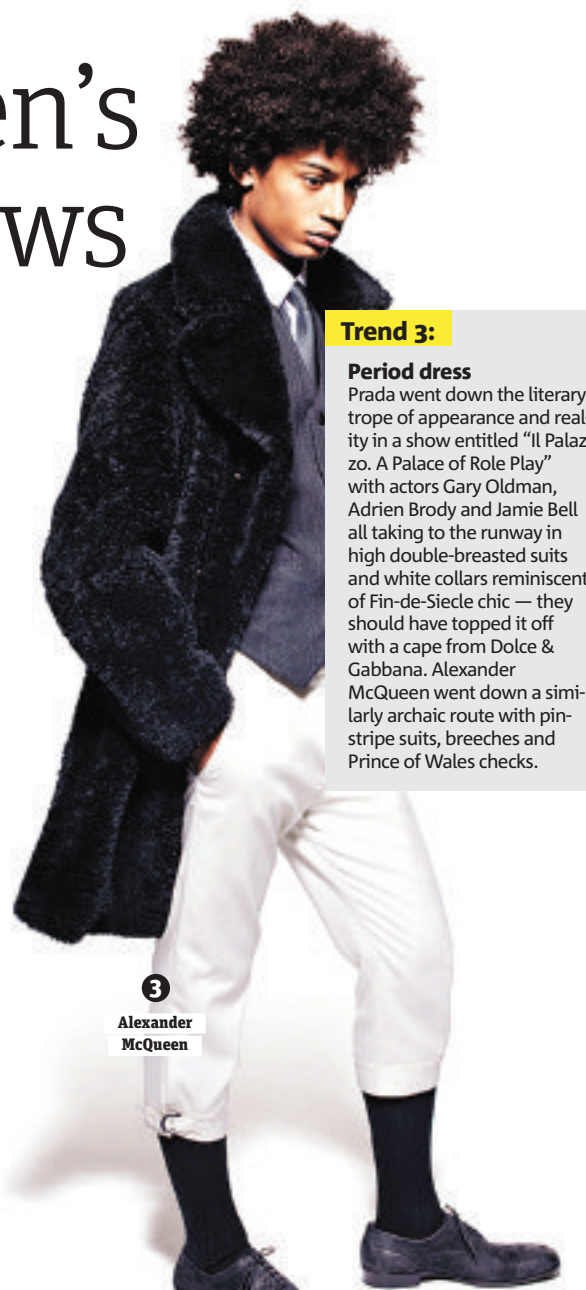 en's
ws
Trend 3:
Period dress
Prada went down the literary
trope of appearance and real-
ity in a show entitled “Il Palaz
zo. A Palace of Role Play”
with actors Gary Oldman,
Adrien Brody and Jamie Bell
all taking to the runway in
high double-breasted suits
and white collars reminiscent
of Fin-de-Siecle chic — they
should have topped it off
with a cape from Dolce &
Gabbana. Alexander
McQueen went down a simi-
larly archaic route with pin-
stripe suits, breeches and
Prince of Wales checks.
3
Alexander
McQueen